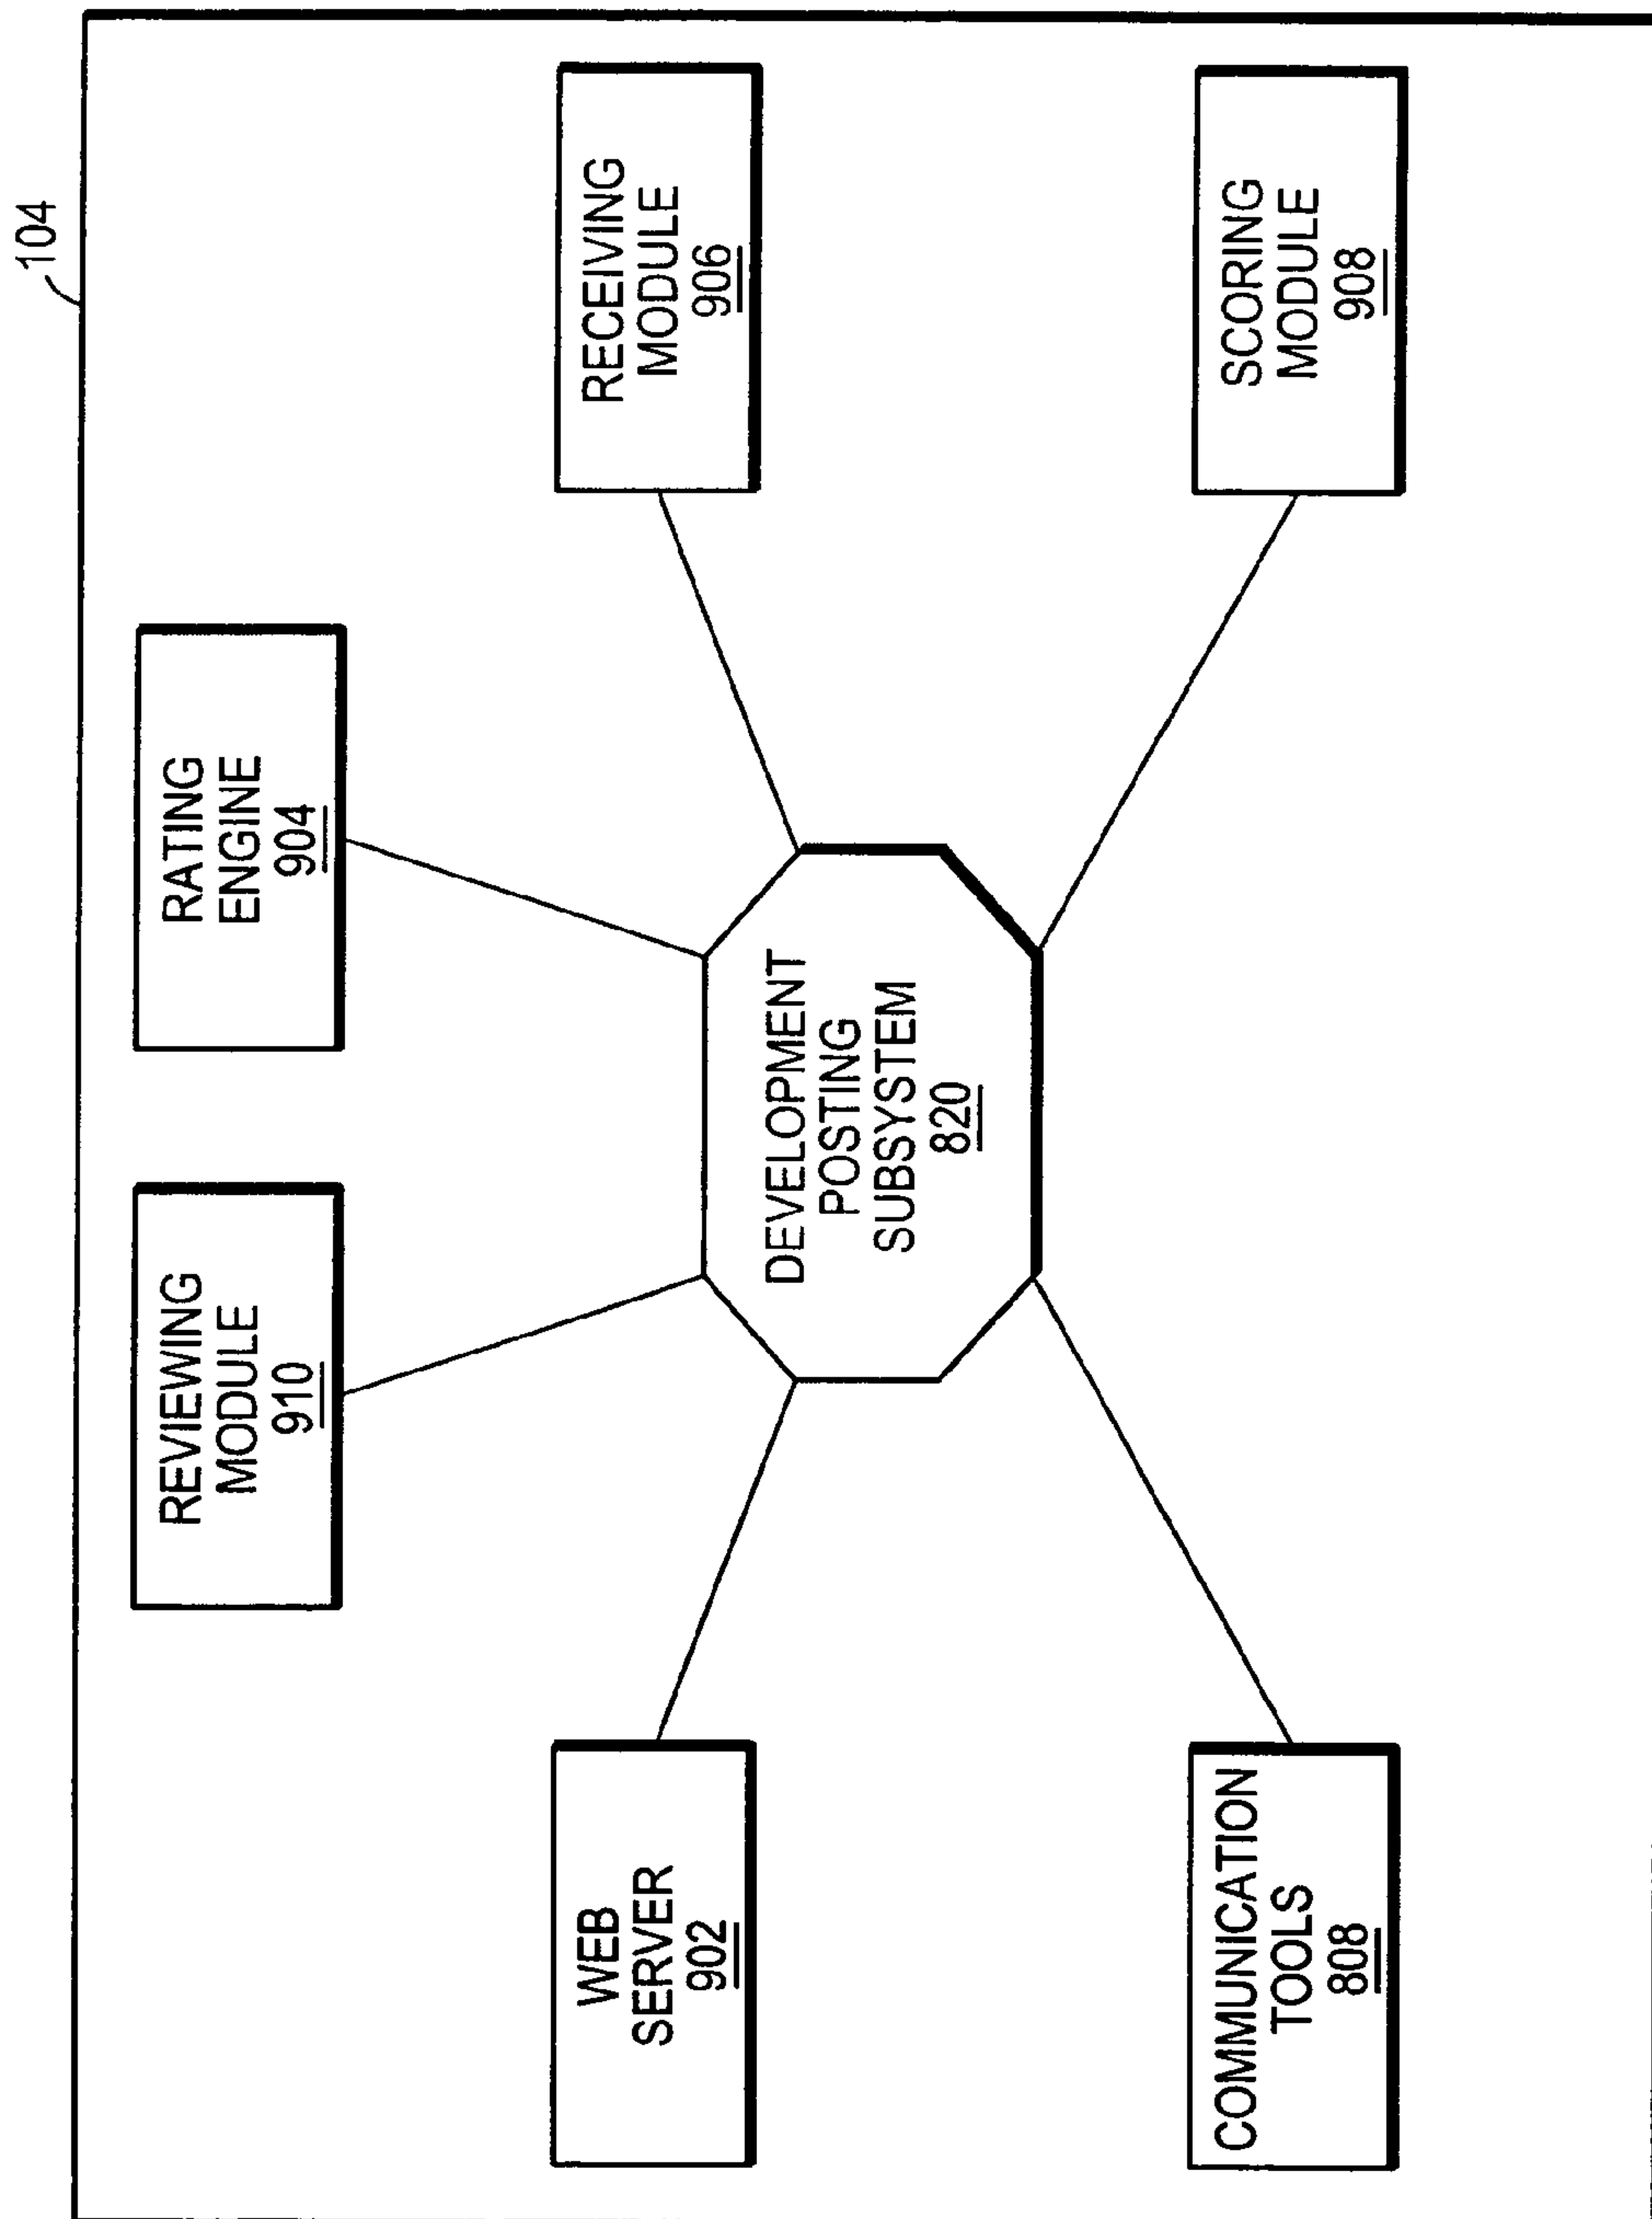 104
REVIEWING
MODULE
910
RATING
ENGINE
904
WEB
SERVER
902
RECEIVING
MODULE
906
DEVELOPMENT
POSTING
SUBSYSTEM
820
COMMUNICATION
TOOLS
808
SCORING
MODULE
908